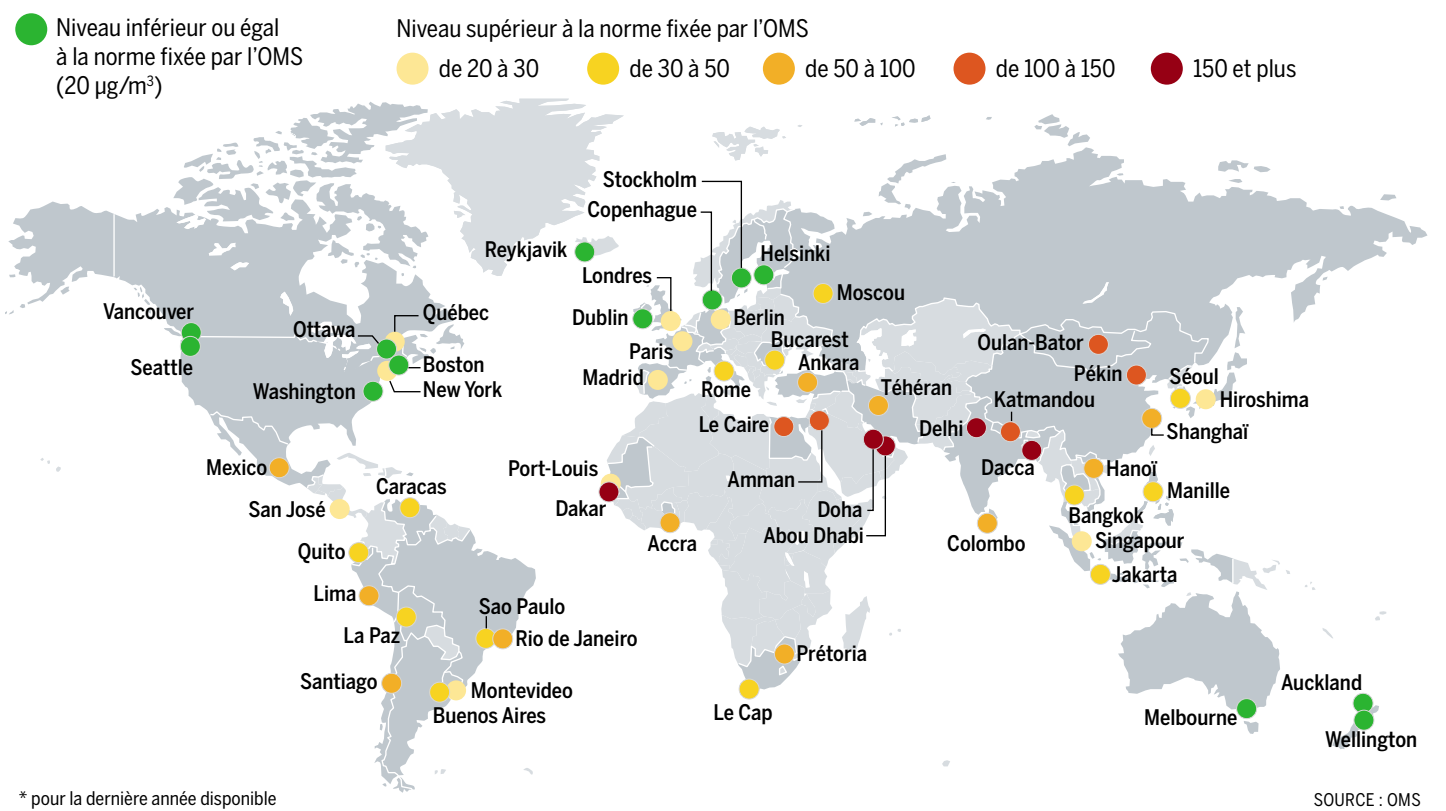 Niveau inférieur ou égal
à la norme fixée par l'OMS
(20 µg/m³)
Niveau supérieur à la norme fixée par l'OMS
de 20 à 30
de 30 à 50
de 50 à 100
de 100 à 150
150 et plus
Stockholm
Copenhague
Reykjavik
Helsinki
Londres
Moscou
Vancouver
Québec
Ottawa
Dublin
Berlin
Bucarest
Oulan-Bator
Seattle
Boston
Paris
Ankara
Pékin
Séoul
Washington
New York
Madrid
Rome
Téhéran
Katmandou
Hiroshima
Le Caire
Delhi
Shanghaï
Mexico
Port-Louis
Amman
Dacca
Hanoï
Caracas
Manille
San José
Dakar
Doha
Bangkok
Abou Dhabi
Accra
Colombo
Singapour
Quito
Jakarta
Lima
Sao Paulo
La Paz
Rio de Janeiro
Prétoria
Santiago
Montevideo
Auckland
Buenos Aires
Le Cap
Melbourne
Wellington
* pour la dernière année disponible
SOURCE : OMS